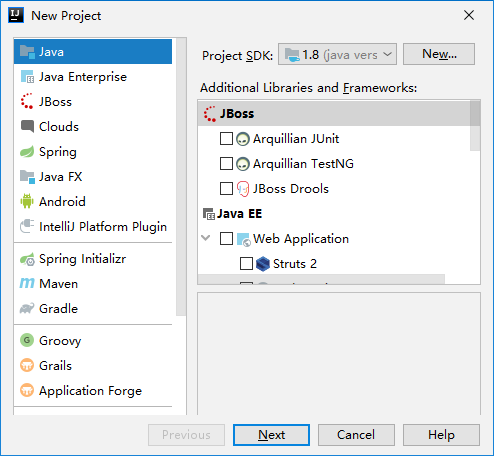 New Project
Java
Java Enterprise
JBoss
Clouds
Spring
Java FX
Android
IntelliJ Platform Plugin
Spring Initializr
Maven
Gradle
Groovy
Grails
Application Forge
Project SDK: 1.8 (java vers New...
Additional Libraries and Frameworks:
JBoss
Arquillian JUnit
Arquillian TestNG
JBoss Drools
Java EE
Web Application
Struts 2
Previous Next Cancel Help